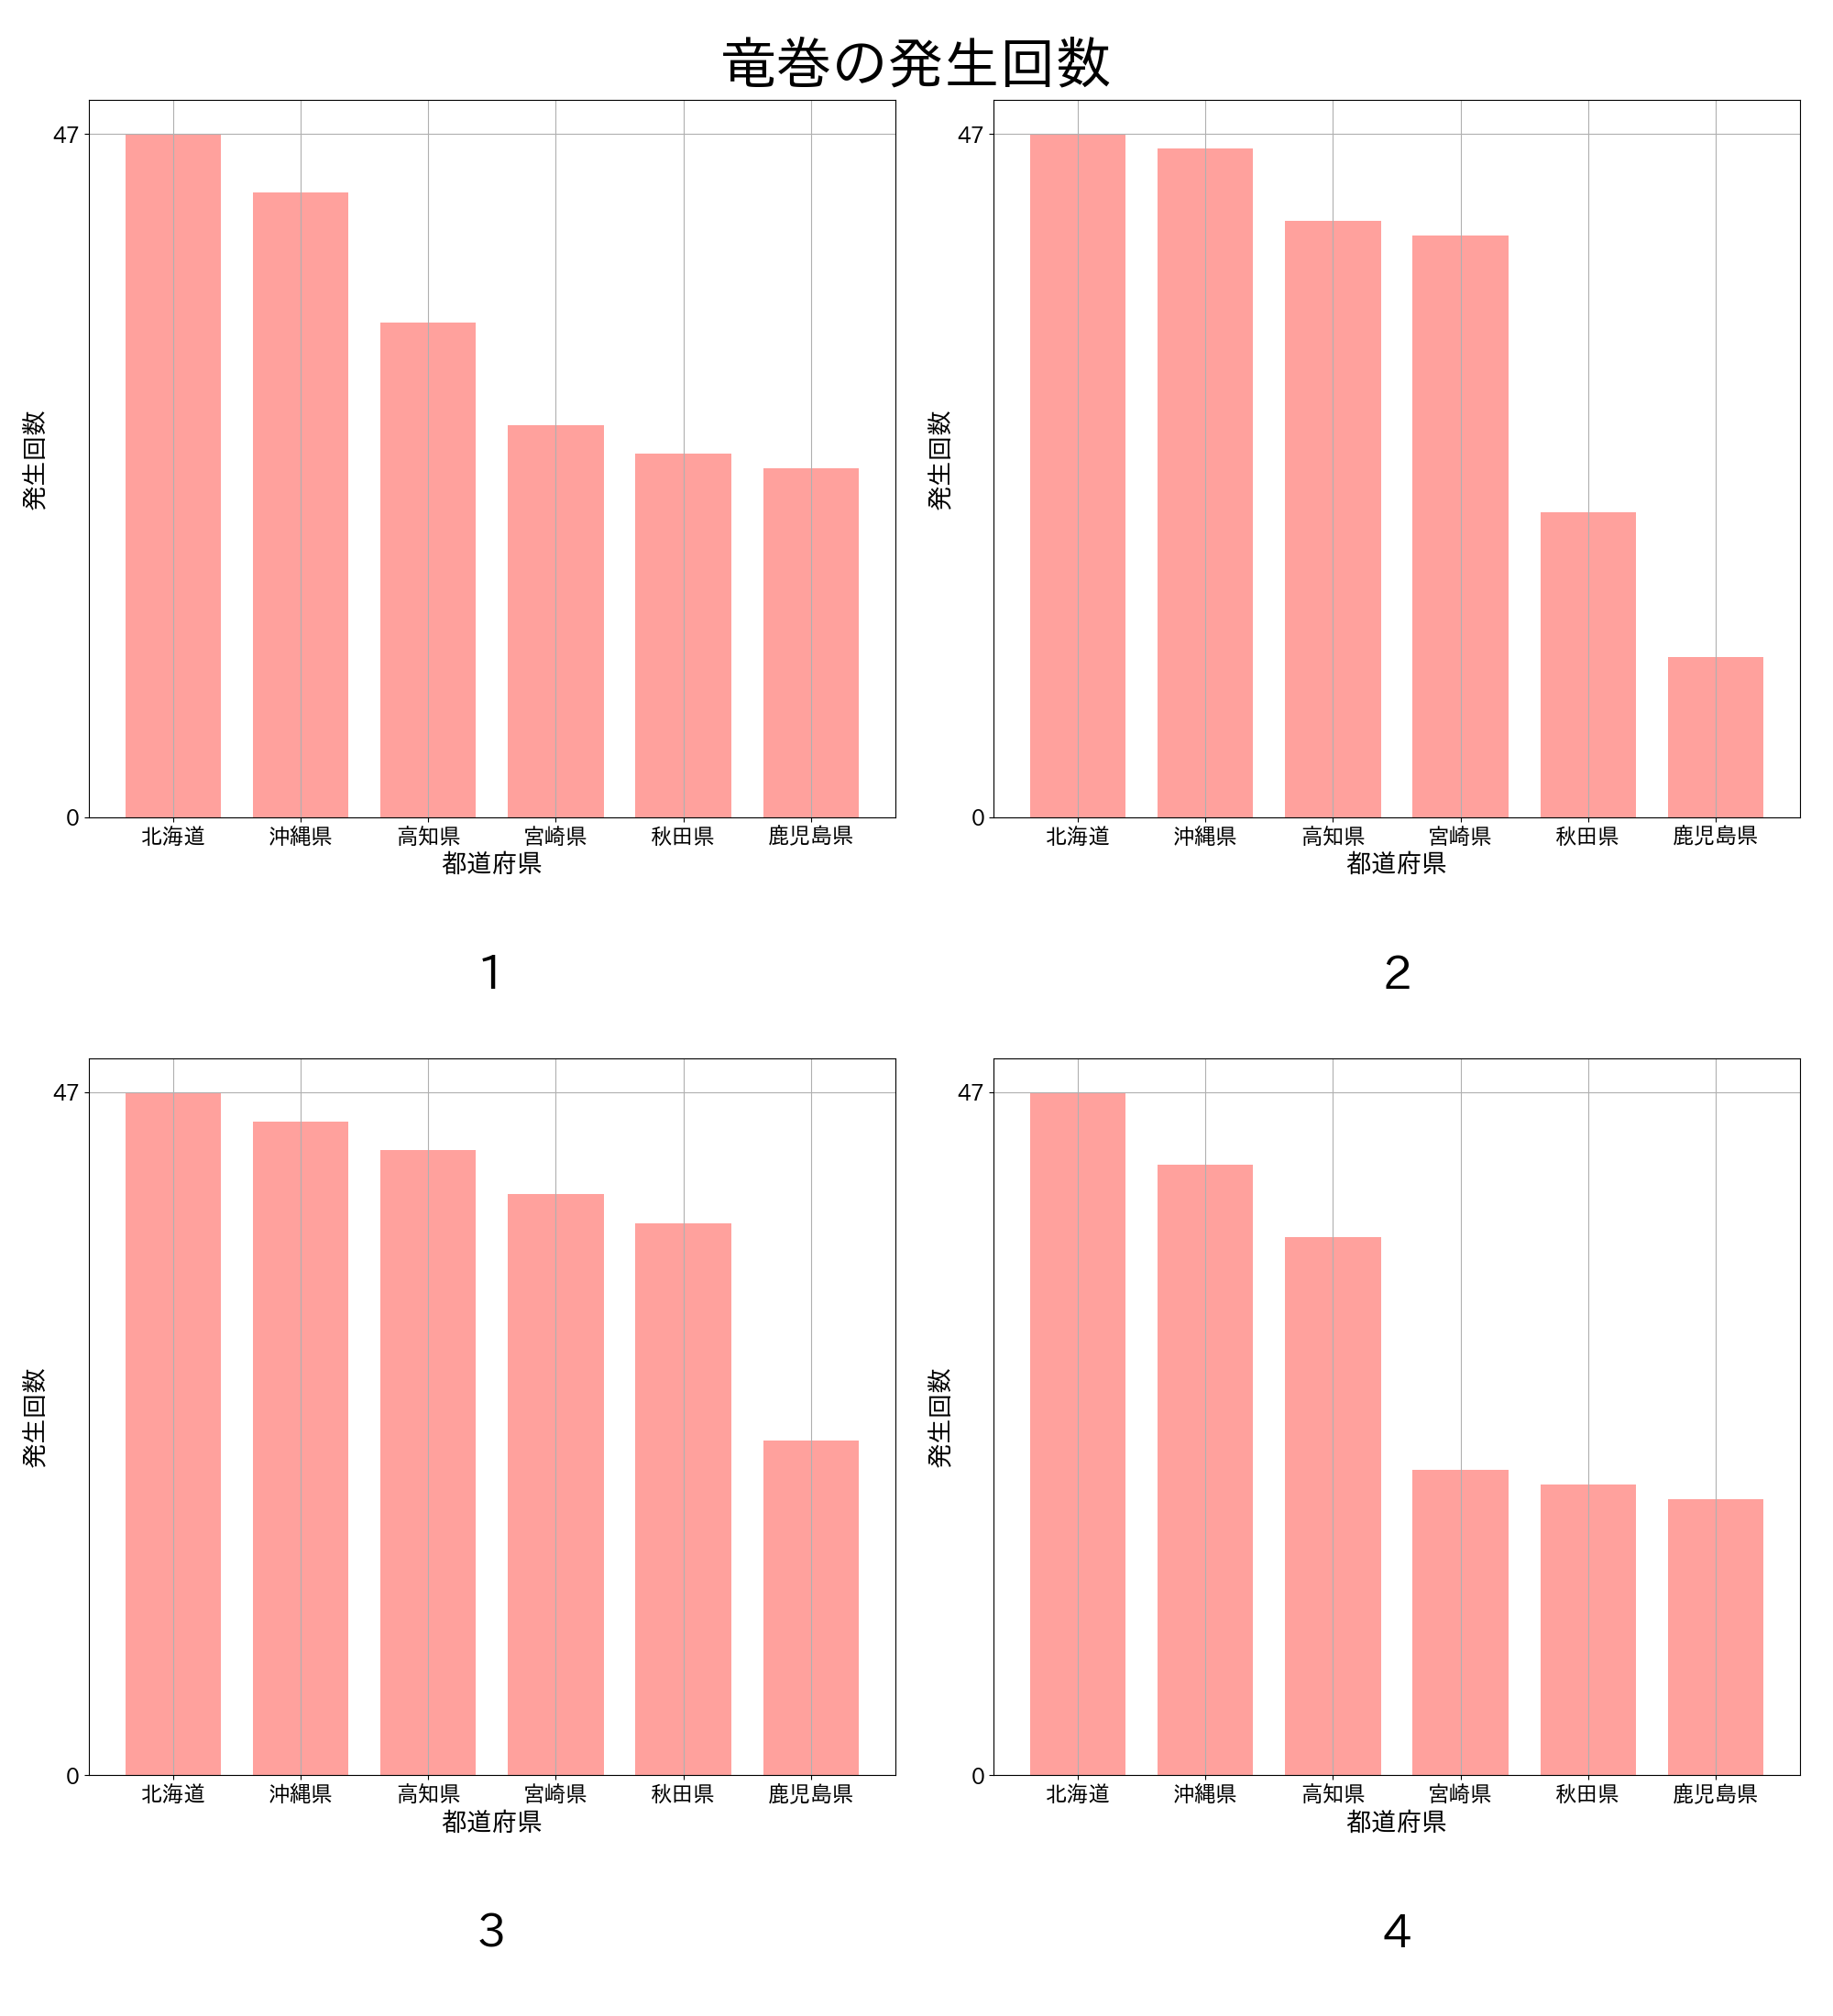 竜巻の発生回数
47
0
発生回数
北海道 沖縄県 高知県 宮崎県 秋田県 鹿児島県
都道府県
1
47
0
発生回数
北海道 沖縄県 高知県 宮崎県 秋田県 鹿児島県
都道府県
2
47
0
発生回数
北海道 沖縄県 高知県 宮崎県 秋田県 鹿児島県
都道府県
3
47
0
発生回数
北海道 沖縄県 高知県 宮崎県 秋田県 鹿児島県
都道府県
4